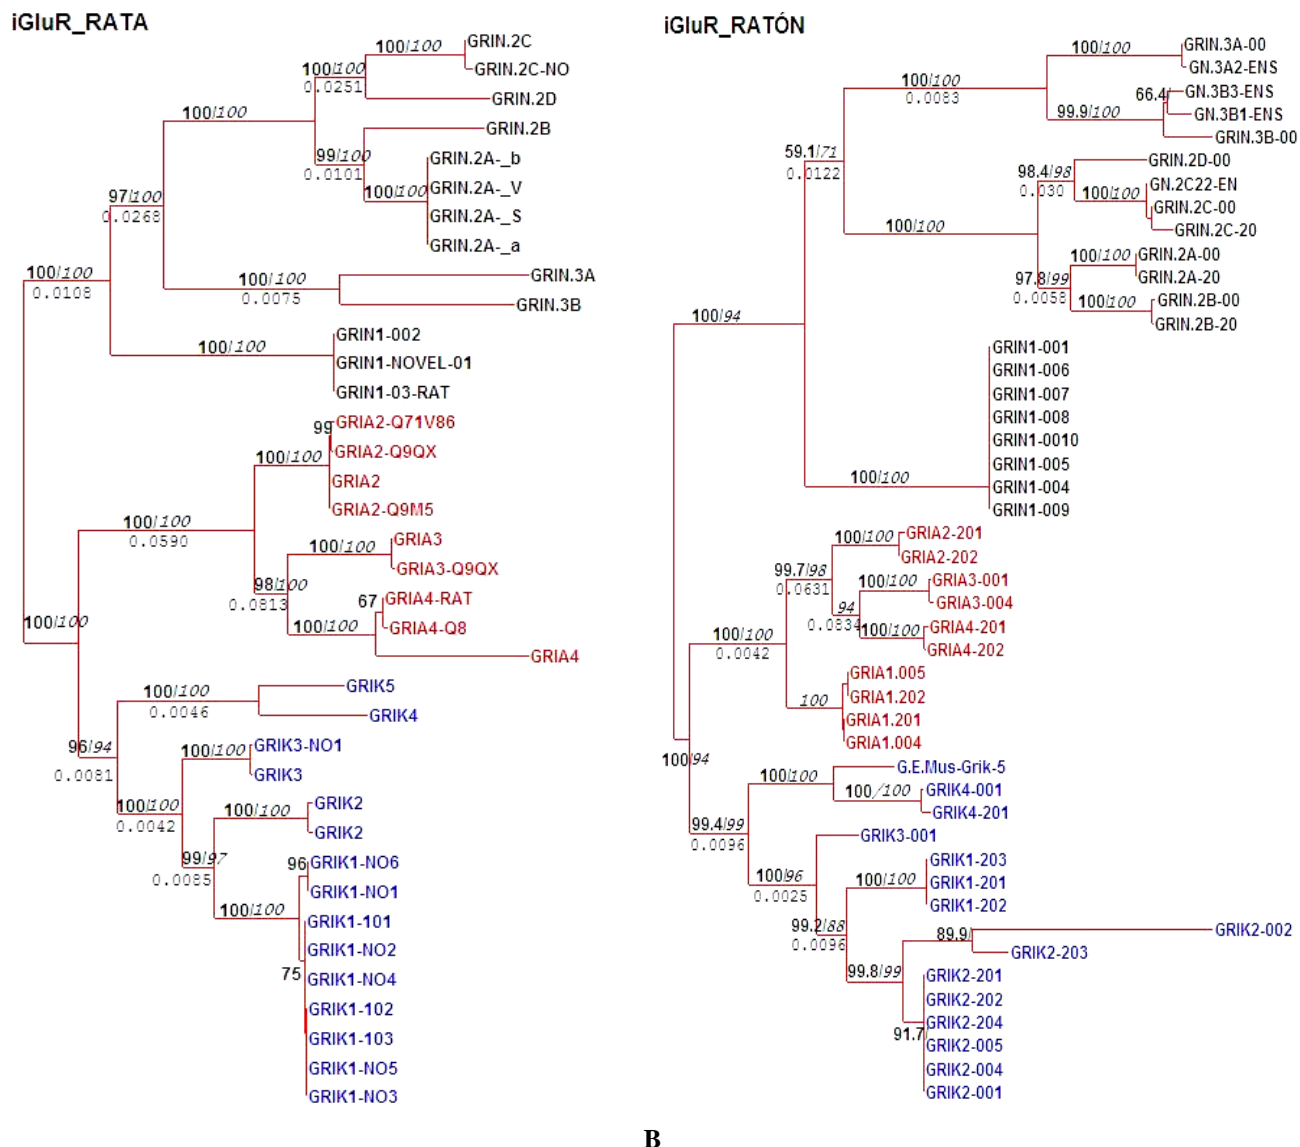 iGluR_RATA
100/100
GRIN.2C
GRIN.2C-NO
100/100
0.0251
GRIN.2D
100/100
GRIN.2B
99/100
0.0101
GRIN.2A-_b
100/100
GRIN.2A-_V
GRIN.2A-_S
GRIN.2A-_a
97/100
0.0268
GRIN.3A
100/100
0.0075
GRIN.3B
100/100
0.0108
GRIN1-002
100/100
GRIN1-NOVEL-01
GRIN1-03-RAT
GRIA2-Q71V86
99
GRIA2-Q9QX
100/100
GRIA2
GRIA2-Q9M5
100/100
0.0590
GRIA3
100/100
GRIA3-Q9QX
98/100
0.0813
GRIA4-RAT
67
GRIA4-Q8
100/100
GRIA4
100/100
GRIK5
100/100
0.0046
GRIK4
96/94
0.0081
GRIK3-NO1
100/100
GRIK3
100/100
0.0042
GRIK2
100/100
GRIK2
99/97
0.0085
GRIK1-NO6
96
GRIK1-NO1
100/100
GRIK1-101
GRIK1-NO2
75
GRIK1-NO4
GRIK1-102
GRIK1-103
GRIK1-NO5
GRIK1-NO3
iGluR_RATÓN
GRIN.3A-00
100/100
GN.3A2-ENS
100/100
0.0083
GN.3B3-ENS
66.4/
GN.3B1-ENS
99.9/100
GRIN.3B-00
59.1/71
0.0122
GRIN.2D-00
98.4/98
0.030
GN.2C22-EN
100/100
GRIN.2C-00
GRIN.2C-20
100/100
GRIN.2A-00
100/100
GRIN.2A-20
97.8/99
0.0058
GRIN.2B-00
100/100
GRIN.2B-20
100/94
GRIN1-001
GRIN1-006
GRIN1-007
GRIN1-008
GRIN1-0010
GRIN1-005
GRIN1-004
100/100
GRIN1-009
GRIA2-201
100/100
GRIA2-202
99.7/98
0.0631
GRIA3-001
100/100
GRIA3-004
94
0.0834
GRIA4-201
100/100
GRIA4-202
100/100
0.0042
GRIA1.005
GRIA1.202
100
GRIA1.201
GRIA1.004
100/94
G.E.Mus-Grik-5
100/100
GRIK4-001
100/100
GRIK4-201
99.4/99
0.0096
GRIK3-001
100/96
0.0025
GRIK1-203
100/100
GRIK1-201
GRIK1-202
99.2/88
0.0096
GRIK2-002
89.9/
GRIK2-203
99.8/99
GRIK2-201
GRIK2-202
GRIK2-204
91.7
GRIK2-005
GRIK2-004
GRIK2-001
B